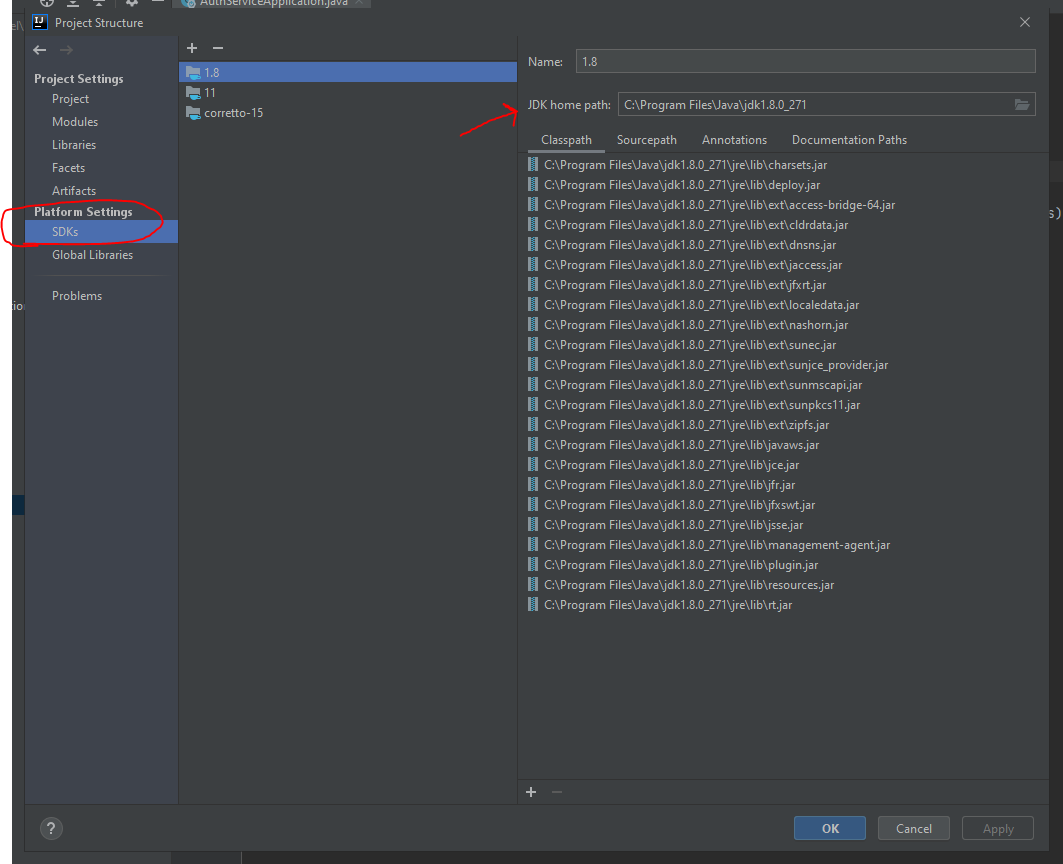 AuthServiceApplication.java
Project Structure
Project Settings
Project
Modules
Libraries
Facets
Artifacts
Platform Settings
SDKs
Global Libraries
Problems
1.8
11
corretto-15
Name: 1.8
JDK home path: C:\Program Files\Java\jdk1.8.0_271
Classpath Sourcepath Annotations Documentation Paths
C:\Program Files\Java\jdk1.8.0_271\jre\lib\charsets.jar
C:\Program Files\Java\jdk1.8.0_271\jre\lib\deploy.jar
C:\Program Files\Java\jdk1.8.0_271\jre\lib\ext\access-bridge-64.jar
C:\Program Files\Java\jdk1.8.0_271\jre\lib\ext\cldrdata.jar
C:\Program Files\Java\jdk1.8.0_271\jre\lib\ext\dnsns.jar
C:\Program Files\Java\jdk1.8.0_271\jre\lib\ext\jaccess.jar
C:\Program Files\Java\jdk1.8.0_271\jre\lib\ext\jfxrt.jar
C:\Program Files\Java\jdk1.8.0_271\jre\lib\ext\localedata.jar
C:\Program Files\Java\jdk1.8.0_271\jre\lib\ext\nashorn.jar
C:\Program Files\Java\jdk1.8.0_271\jre\lib\ext\sunec.jar
C:\Program Files\Java\jdk1.8.0_271\jre\lib\ext\sunjce_provider.jar
C:\Program Files\Java\jdk1.8.0_271\jre\lib\ext\sunmscapi.jar
C:\Program Files\Java\jdk1.8.0_271\jre\lib\ext\sunpkcs11.jar
C:\Program Files\Java\jdk1.8.0_271\jre\lib\ext\zipfs.jar
C:\Program Files\Java\jdk1.8.0_271\jre\lib\javaws.jar
C:\Program Files\Java\jdk1.8.0_271\jre\lib\jce.jar
C:\Program Files\Java\jdk1.8.0_271\jre\lib\jfr.jar
C:\Program Files\Java\jdk1.8.0_271\jre\lib\jfxswt.jar
C:\Program Files\Java\jdk1.8.0_271\jre\lib\jsse.jar
C:\Program Files\Java\jdk1.8.0_271\jre\lib\management-agent.jar
C:\Program Files\Java\jdk1.8.0_271\jre\lib\plugin.jar
C:\Program Files\Java\jdk1.8.0_271\jre\lib\resources.jar
C:\Program Files\Java\jdk1.8.0_271\jre\lib\rt.jar
s)
OK Cancel Apply